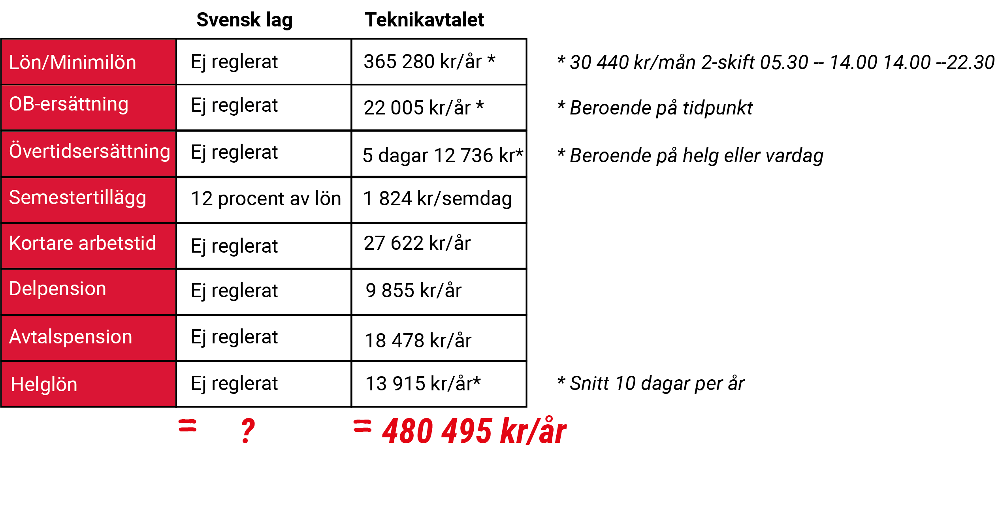 Svensk lag Teknikavtalet
Lön/Minimilön Ej reglerat 365 280 kr/år * * 30 440 kr/mån 2-skift 05.30 -- 14.00 14.00 --22.30
OB-ersättning Ej reglerat 22 005 kr/år * * Beroende på tidpunkt
Övertidsersättning Ej reglerat 5 dagar 12 736 kr* * Beroende på helg eller vardag
Semestertillägg 12 procent av lön 1 824 kr/semdag
Kortare arbetstid Ej reglerat 27 622 kr/år
Delpension Ej reglerat 9 855 kr/år
Avtalspension Ej reglerat 18 478 kr/år
Helglön Ej reglerat 13 915 kr/år* * Snitt 10 dagar per år
= ? = 480 495 kr/år